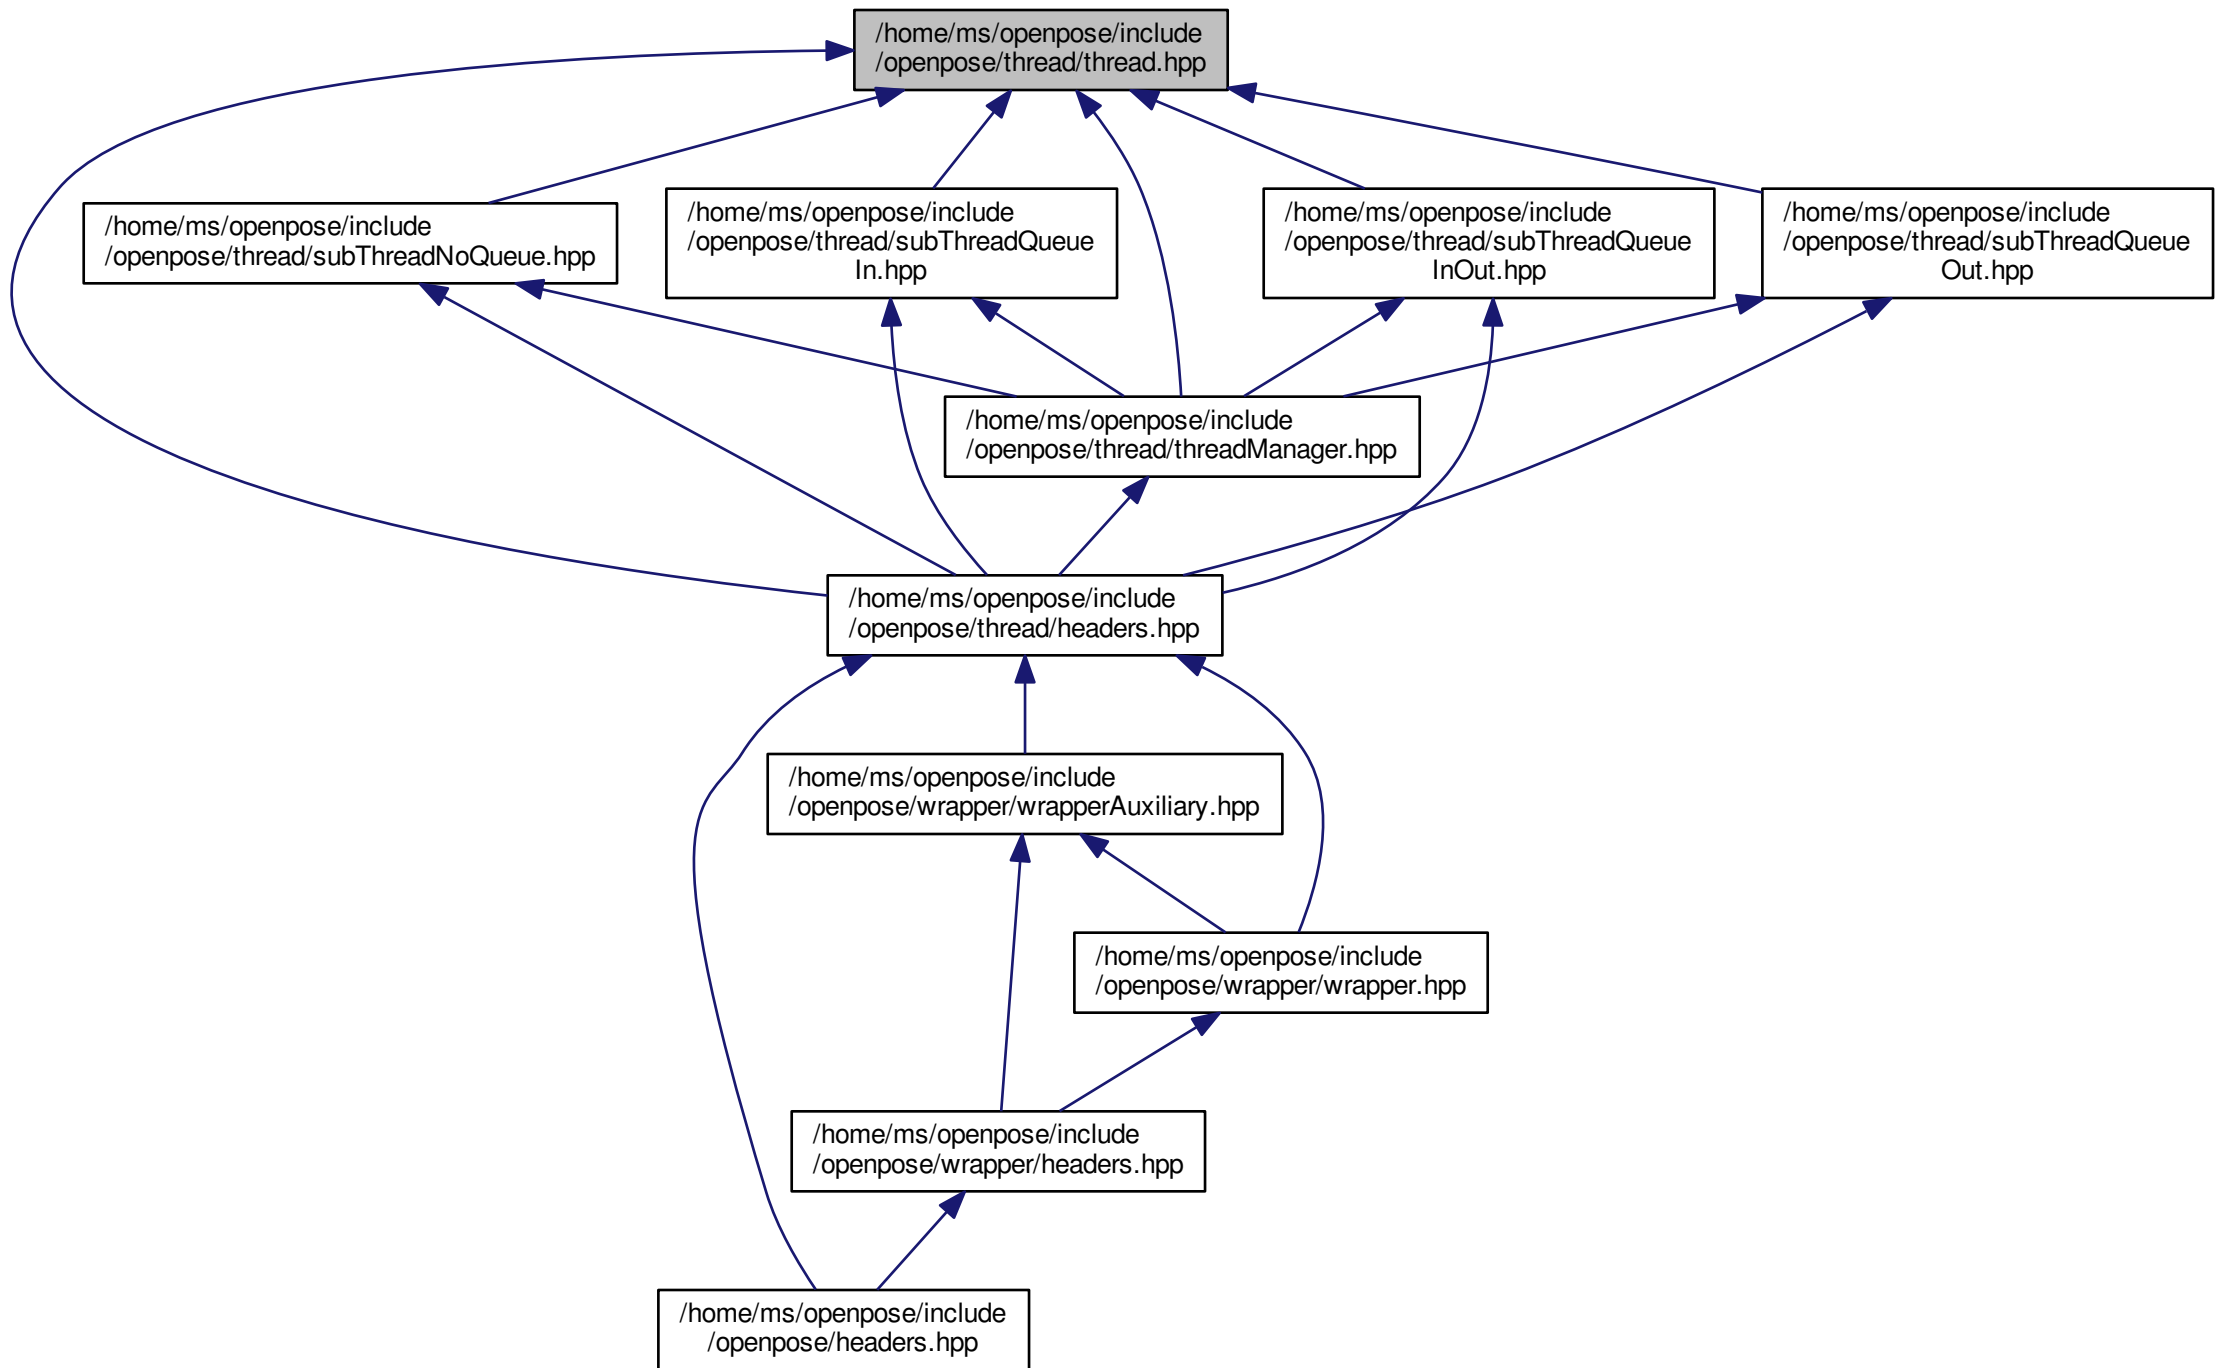 /home/ms/openpose/include
/openpose/thread/thread.hpp
/home/ms/openpose/include
/openpose/thread/subThreadNoQueue.hpp
/home/ms/openpose/include
/openpose/thread/subThreadQueue
In.hpp
/home/ms/openpose/include
/openpose/thread/subThreadQueue
InOut.hpp
/home/ms/openpose/include
/openpose/thread/subThreadQueue
Out.hpp
/home/ms/openpose/include
/openpose/thread/threadManager.hpp
/home/ms/openpose/include
/openpose/thread/headers.hpp
/home/ms/openpose/include
/openpose/wrapper/wrapperAuxiliary.hpp
/home/ms/openpose/include
/openpose/wrapper/wrapper.hpp
/home/ms/openpose/include
/openpose/wrapper/headers.hpp
/home/ms/openpose/include
/openpose/headers.hpp